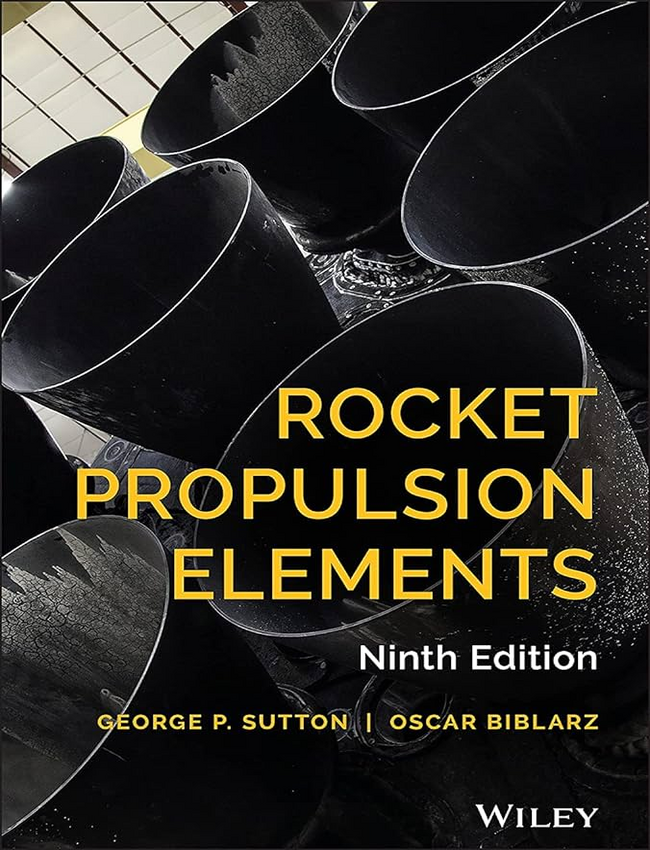 ROCKET
PROPULSION
ELEMENTS
Ninth Edition
GEORGE P. SUTTON | OSCAR BIBLARZ
WILEY